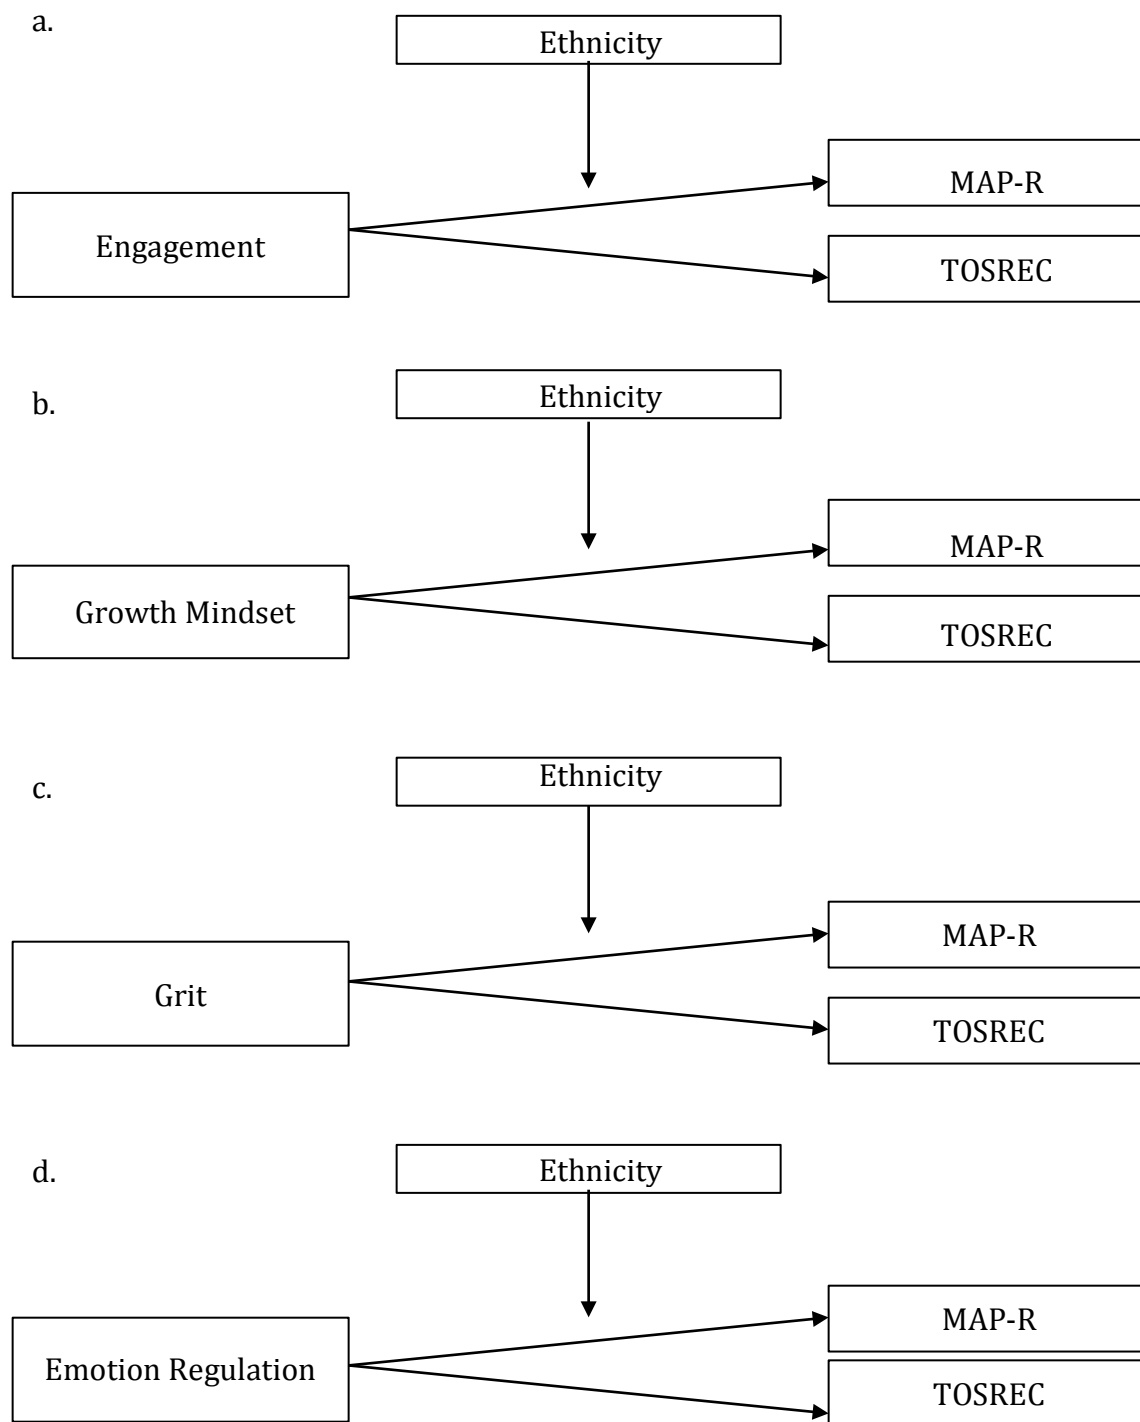 a.
Ethnicity
MAP-R
Engagement
TOSREC
b.
Ethnicity
MAP-R
Growth Mindset
TOSREC
c.
Ethnicity
MAP-R
Grit
TOSREC
d.
Ethnicity
MAP-R
Emotion Regulation
TOSREC